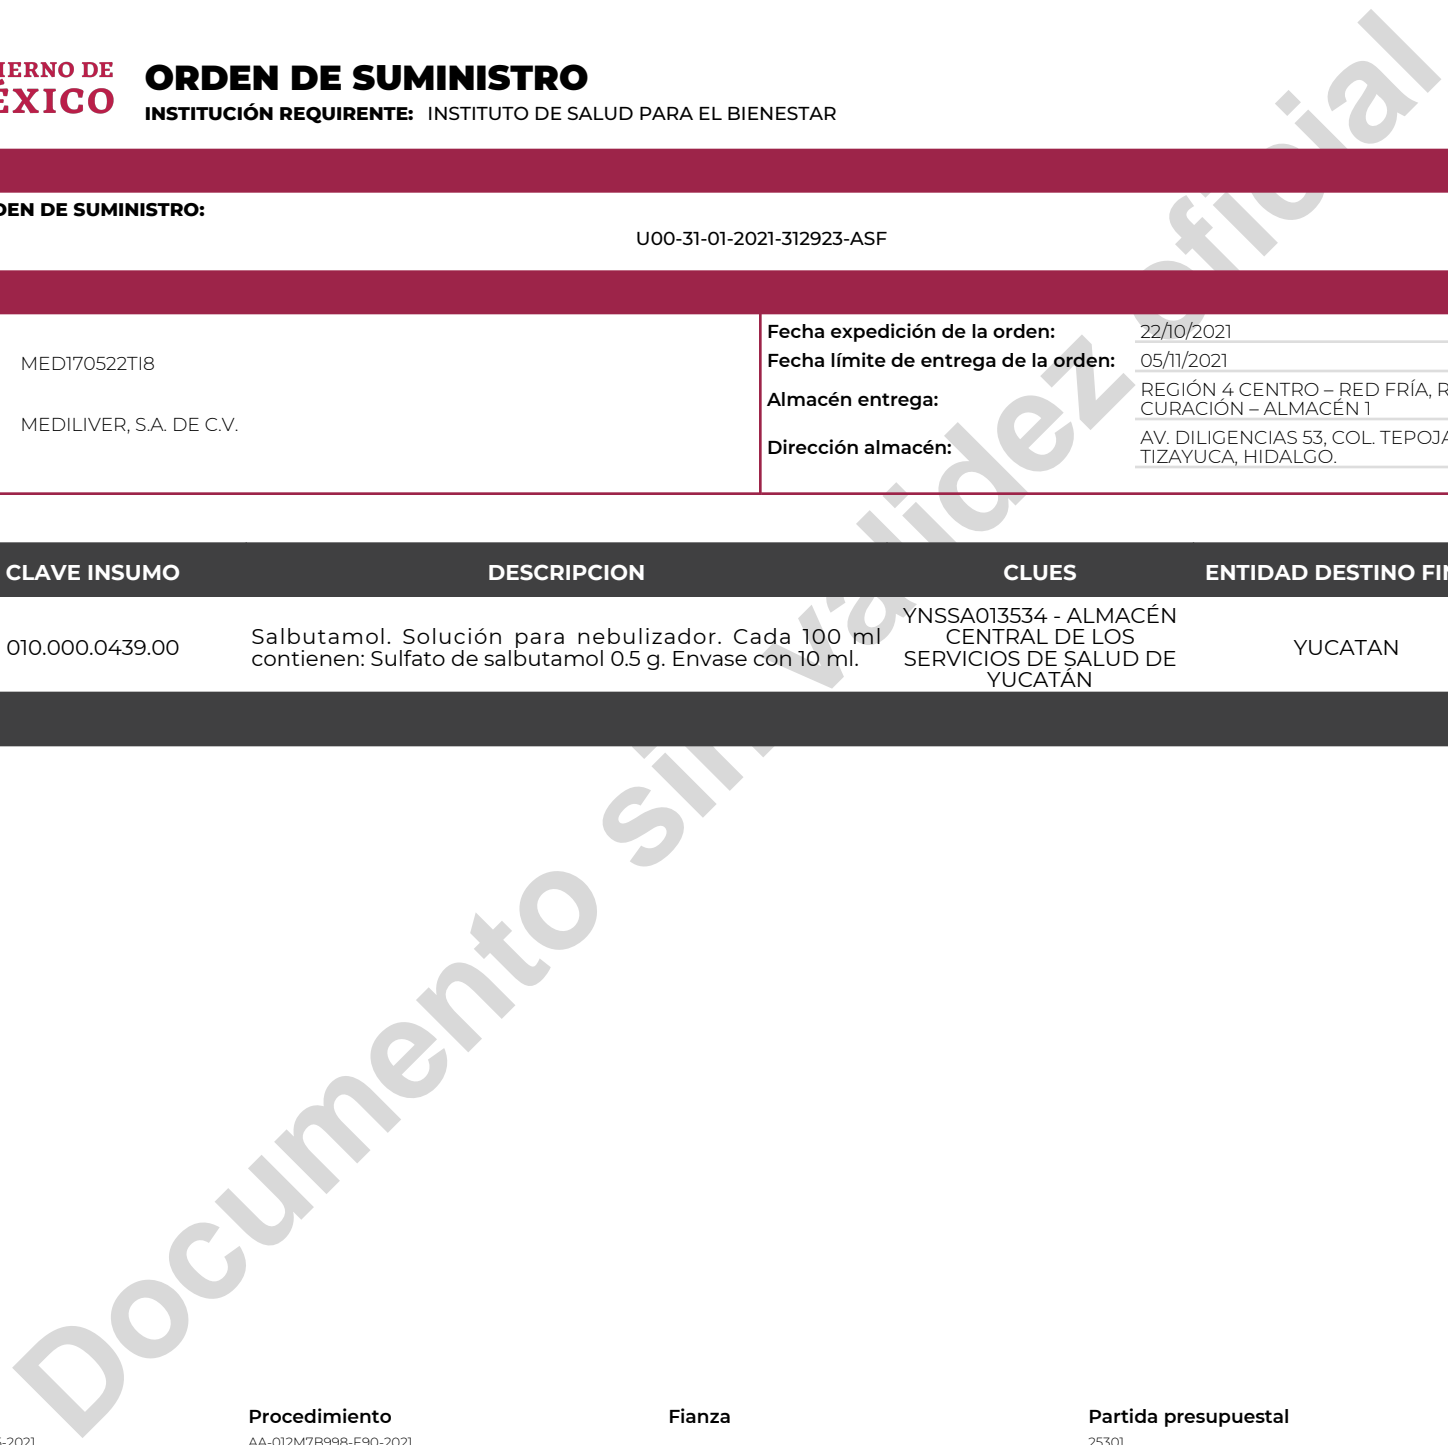 ORDEN DE SUMINISTRO
DE
INSTITUCIÓN REQUIRENTE: INSTITUTO DE SALUD PARA EL BIENESTAR
DE SUMINISTRO:
U00-31-01-2021-312923-ASF
MED170522TI8
MEDILIVER, S.A. DE C.V.
Fecha expedición de la orden: 22/10/2021
Fecha límite de entrega de la orden: 05/11/2021
Almacén entrega: REGIÓN 4 CENTRO – RED FRÍA,
CURACIÓN – ALMACÉN 1
Dirección almacén: AV. DILIGENCIAS 53, COL.
TIZAYUCA, HIDALGO.
CLAVE INSUMO DESCRIPCION CLUES ENTIDAD DESTINO
010.000.0439.00
Salbutamol. Solución para nebulizador. Cada 100 ml
contienen: Sulfato de salbutamol 0.5 g. Envase con 10 ml.
YNSSA013534 - ALMACÉN
CENTRAL DE LOS
SERVICIOS DE SALUD DE
YUCATÁN
YUCATAN
Documento sin validez oficial
Procedimiento Fianza Partida presupuestal